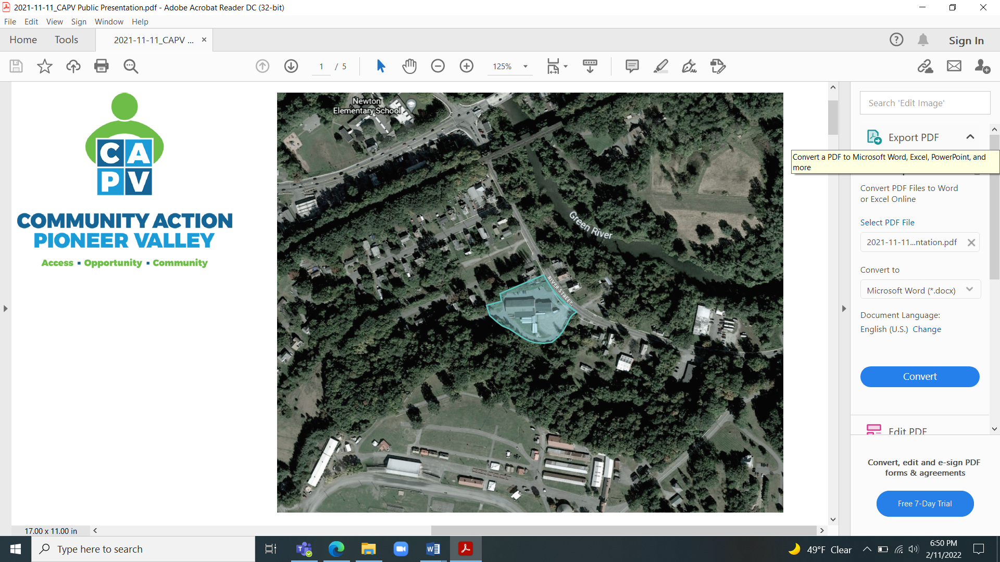 2021-11-11_CAPV Public Presentation.pdf - Adobe Acrobat Reader DC (32-bit)
File Edit View Sign Window Help
Home Tools 2021-11-11_CAPV ... × Sign In
1 / 5 125%
CA
PV
COMMUNITY ACTION
PIONEER VALLEY
Access ▪ Opportunity ▪ Community
Newton
Elementary School
Green River
RIVER STREET
Search 'Edit Image'
Export PDF
Convert a PDF to Microsoft Word, Excel, PowerPoint, and
more
Convert PDF Files to Word
or Excel Online
Select PDF File
2021-11-11...ntation.pdf
Convert to
Microsoft Word (*.docx)
Document Language:
English (U.S.) Change
Convert
Edit PDF
Convert, edit and e-sign PDF
forms & agreements
Free 7-Day Trial
17.00 x 11.00 in
Type here to search
49°F Clear
6:50 PM
2/11/2022